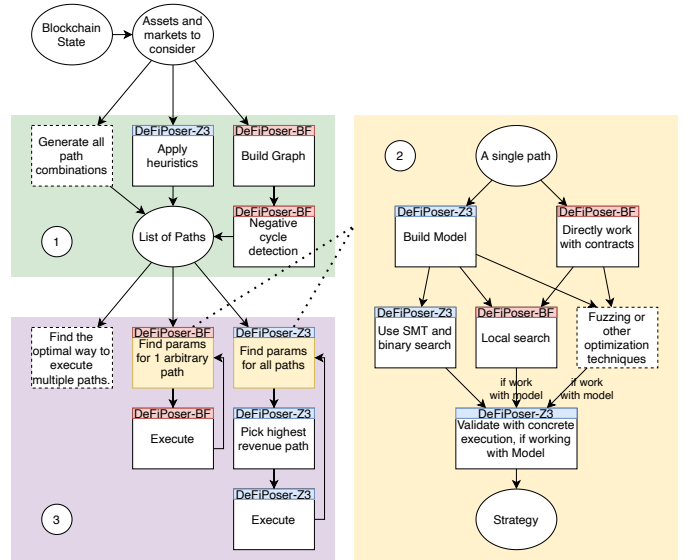 Blockchain
State
Assets and
markets to
consider
Generate all
path
combinations
DeFiPoser-Z3
Apply
heuristics
DeFiPoser-BF
Build Graph
1
List of Paths
DeFiPoser-BF
Negative
cycle
detection
Find the
optimal way to
execute
multiple paths.
DeFiPoser-BF
Find params
for 1 arbitrary
path
DeFiPoser-Z3
Find params
for all paths
DeFiPoser-BF
Execute
DeFiPoser-Z3
Pick highest
revenue path
DeFiPoser-Z3
Execute
3
2
A single path
DeFiPoser-Z3
Build Model
DeFiPoser-BF
Directly work
with contracts
DeFiPoser-Z3
Use SMT and
binary search
DeFiPoser-BF
Local search
Fuzzing or
other
optimization
techniques
if work
with model
if work
with model
DeFiPoser-Z3
Validate with concrete
execution, if working
with Model
Strategy